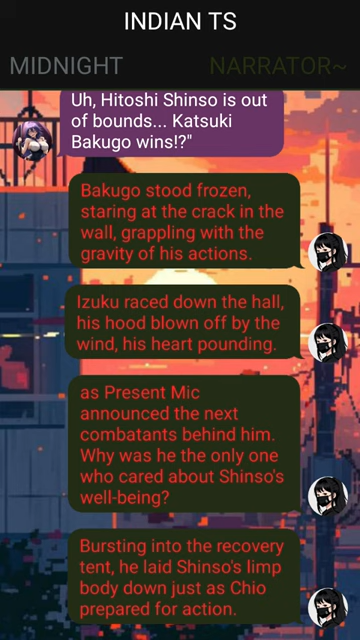 INDIAN TS
MIDNIGHT
NARRATOR~
Uh, Hitoshi Shinso is out
of bounds... Katsuki
Bakugo wins!?"
Bakugo stood frozen,
staring at the crack in the
wall, grappling with the
gravity of his actions.
Izuku raced down the hall,
his hood blown off by the
wind, his heart pounding.
as Present Mic
announced the next
combatants behind him.
Why was he the only one
who cared about Shinso's
well-being?
Bursting into the recovery
tent, he laid Shinso's limp
body down just as Chio
prepared for action.